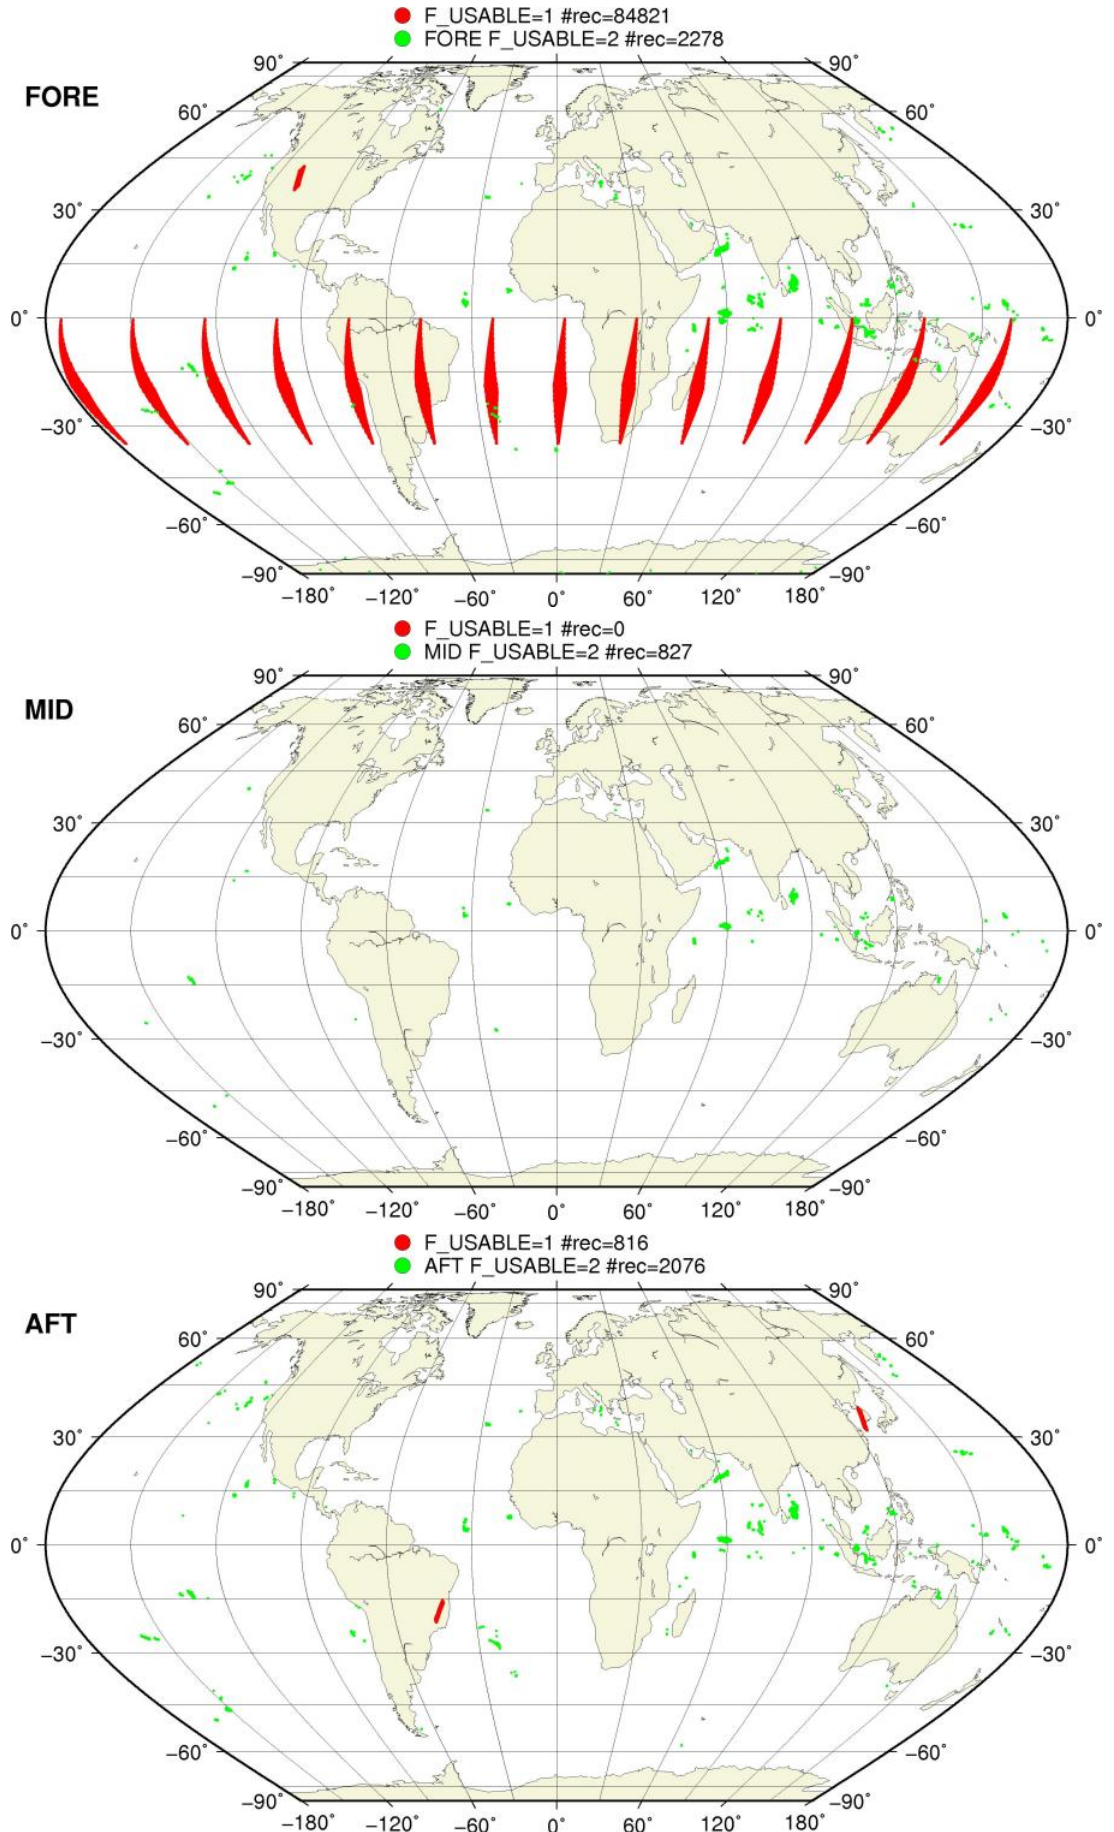 F_USABLE=1 #rec=84821
FORE F_USABLE=2 #rec=2278
FORE
90° 90°
60° 60°
30° 30°
0° 0°
−30° −30°
−60° −60°
−90° −90°
−180° −120° −60° 0° 60° 120° 180°
F_USABLE=1 #rec=0
MID F_USABLE=2 #rec=827
MID
90° 90°
60° 60°
30° 30°
0° 0°
−30° −30°
−60° −60°
−90° −90°
−180° −120° −60° 0° 60° 120° 180°
F_USABLE=1 #rec=816
AFT F_USABLE=2 #rec=2076
AFT
90° 90°
60° 60°
30° 30°
0° 0°
−30° −30°
−60° −60°
−90° −90°
−180° −120° −60° 0° 60° 120° 180°